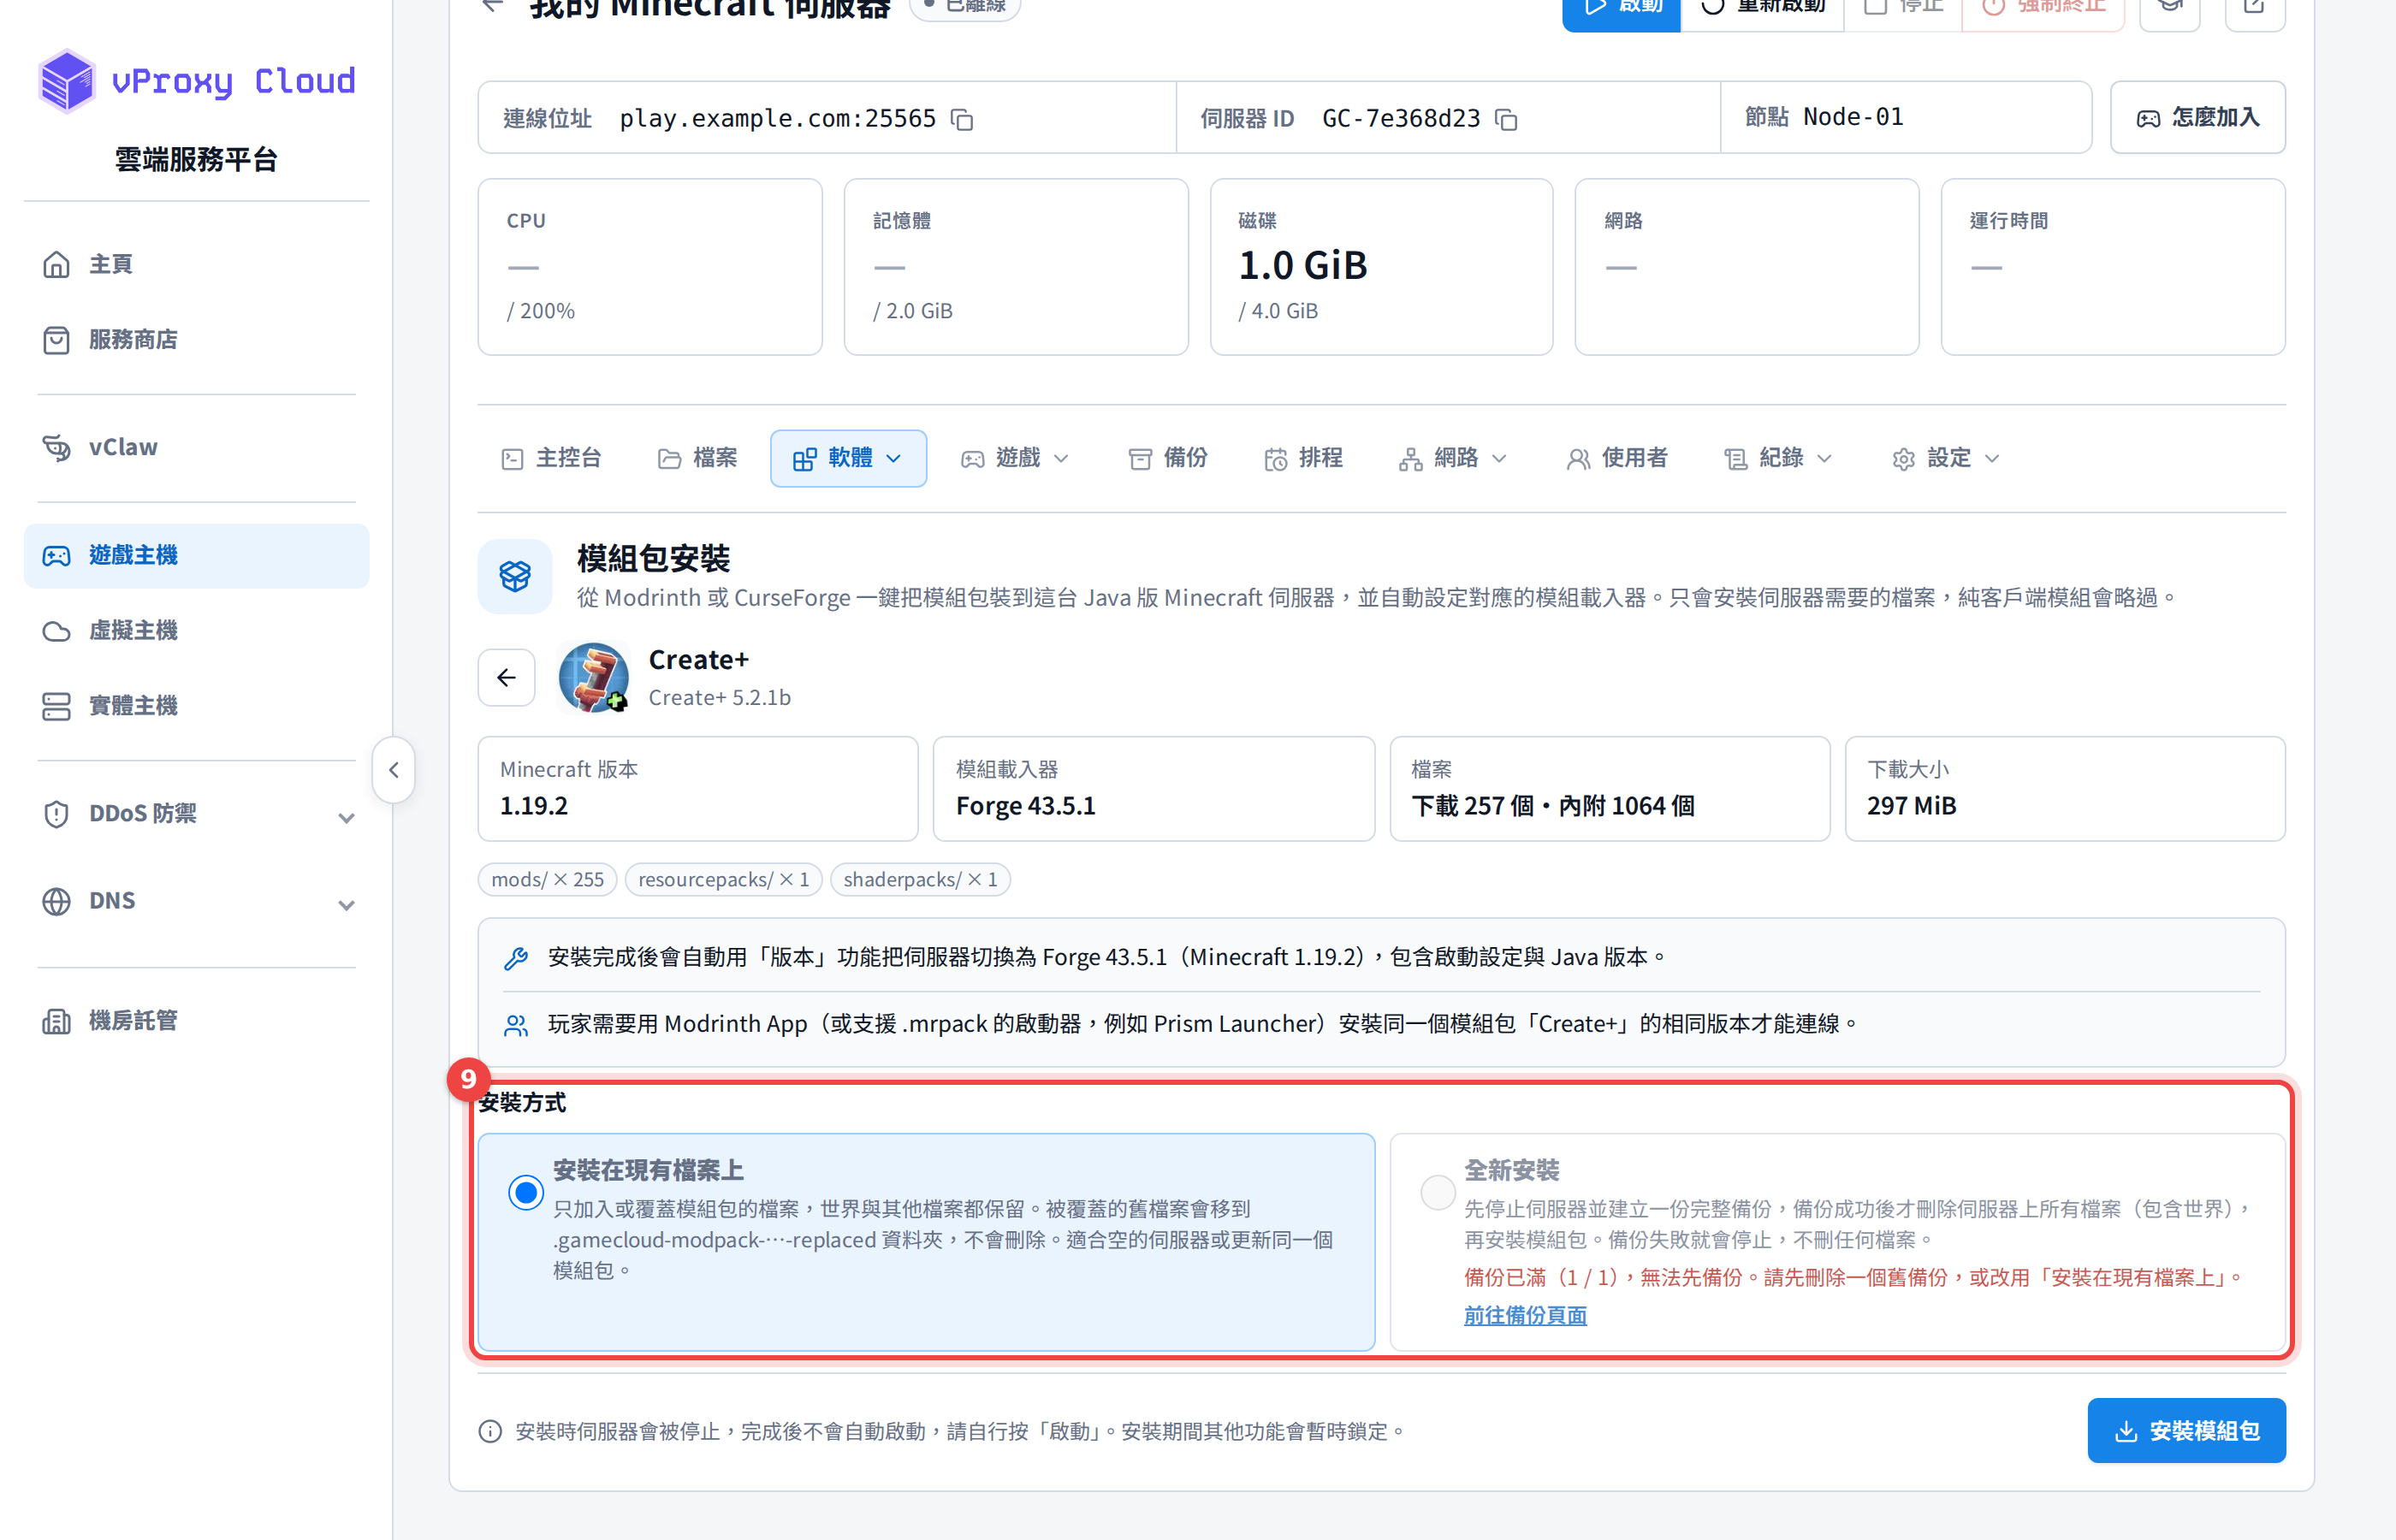 我的 Minecraft 伺服器
已離線
啟動
重新啟動
停止
強制終止
vProxy Cloud
雲端服務平台
主頁
服務商店
vClaw
遊戲主機
虛擬主機
實體主機
DDoS 防禦
DNS
機房託管
連線位址 play.example.com:25565
伺服器 ID GC-7e368d23
節點 Node-01
怎麼加入
CPU
—
/ 200%
記憶體
—
/ 2.0 GiB
磁碟
1.0 GiB
/ 4.0 GiB
網路
—
運行時間
—
主控台
檔案
軟體
遊戲
備份
排程
網路
使用者
紀錄
設定
模組包安裝
從 Modrinth 或 CurseForge 一鍵把模組包裝到這台 Java 版 Minecraft 伺服器，並自動設定對應的模組載入器。只會安裝伺服器需要的檔案，純客戶端模組會略過。
Create+
Create+ 5.2.1b
Minecraft 版本
1.19.2
模組載入器
Forge 43.5.1
檔案
下載 257 個・內附 1064 個
下載大小
297 MiB
mods/ × 255
resourcepacks/ × 1
shaderpacks/ × 1
安裝完成後會自動用「版本」功能把伺服器切換為 Forge 43.5.1（Minecraft 1.19.2），包含啟動設定與 Java 版本。
玩家需要用 Modrinth App（或支援 .mrpack 的啟動器，例如 Prism Launcher）安裝同一個模組包「Create+」的相同版本才能連線。
9
安裝方式
安裝在現有檔案上
只加入或覆蓋模組包的檔案，世界與其他檔案都保留。被覆蓋的舊檔案會移到
.gamecloud-modpack-…-replaced 資料夾，不會刪除。適合空的伺服器或更新同一個
模組包。
全新安裝
先停止伺服器並建立一份完整備份，備份成功後才刪除伺服器上所有檔案（包含世界），
再安裝模組包。備份失敗就會停止，不刪任何檔案。
備份已滿（1 / 1），無法先備份。請先刪除一個舊備份，或改用「安裝在現有檔案上」。
前往備份頁面
安裝時伺服器會被停止，完成後不會自動啟動，請自行按「啟動」。安裝期間其他功能會暫時鎖定。
安裝模組包